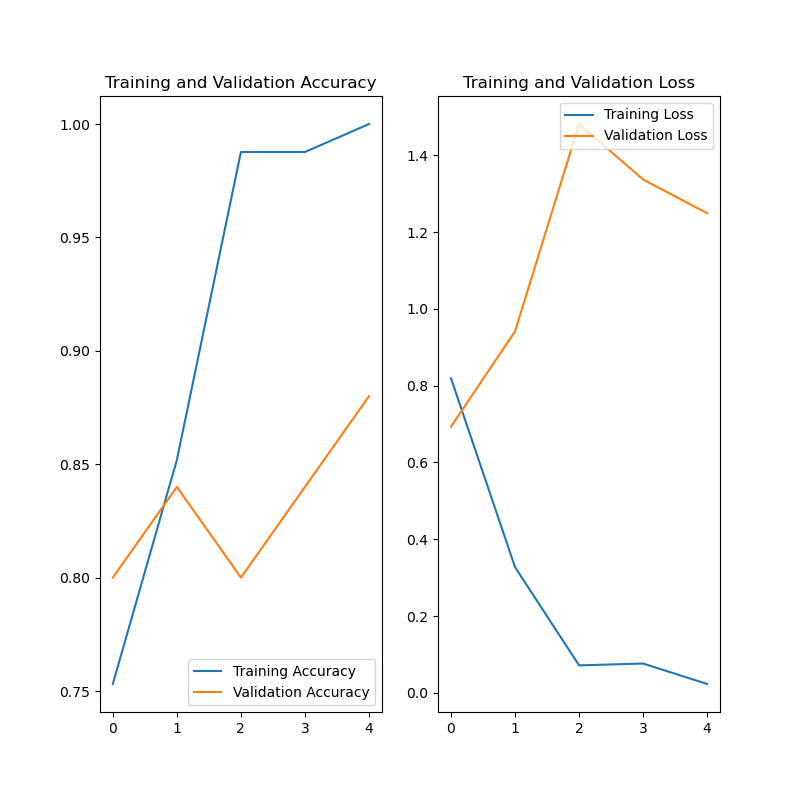 Training and Validation Accuracy
1.00
0.95
0.90
0.85
0.80
0.75
0 1 2 3 4
Training Accuracy
Validation Accuracy
Training and Validation Loss
1.4
1.2
1.0
0.8
0.6
0.4
0.2
0.0
0 1 2 3 4
Training Loss
Validation Loss